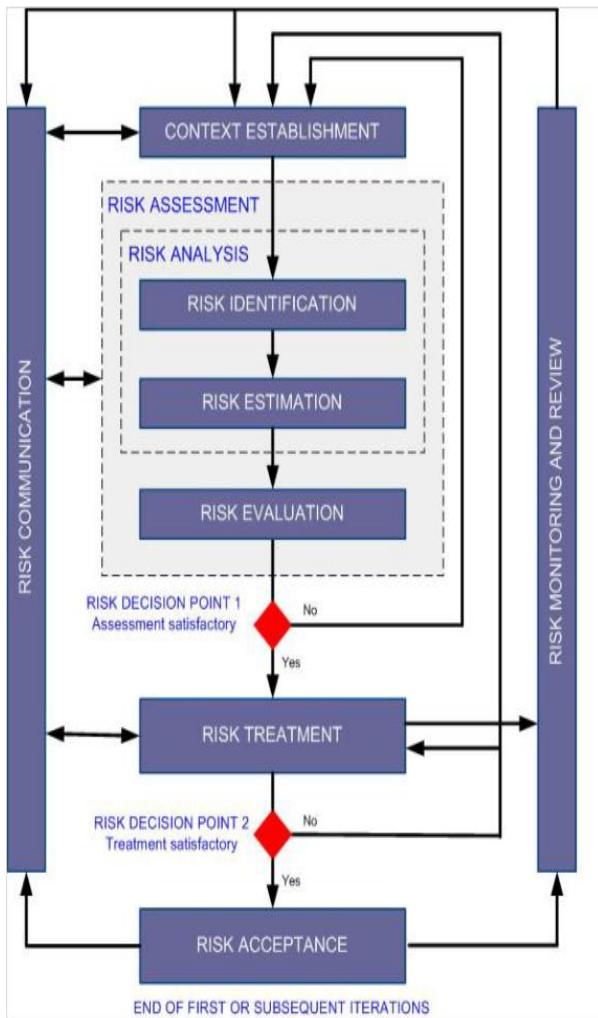 CONTEXT ESTABLISHMENT
RISK ASSESSMENT
RISK ANALYSIS
RISK IDENTIFICATION
RISK ESTIMATION
RISK EVALUATION
RISK COMMUNICATION
RISK MONITORING AND REVIEW
RISK DECISION POINT 1
Assessment satisfactory
No
Yes
RISK TREATMENT
RISK DECISION POINT 2
Treatment satisfactory
No
Yes
RISK ACCEPTANCE
END OF FIRST OR SUBSEQUENT ITERATIONS